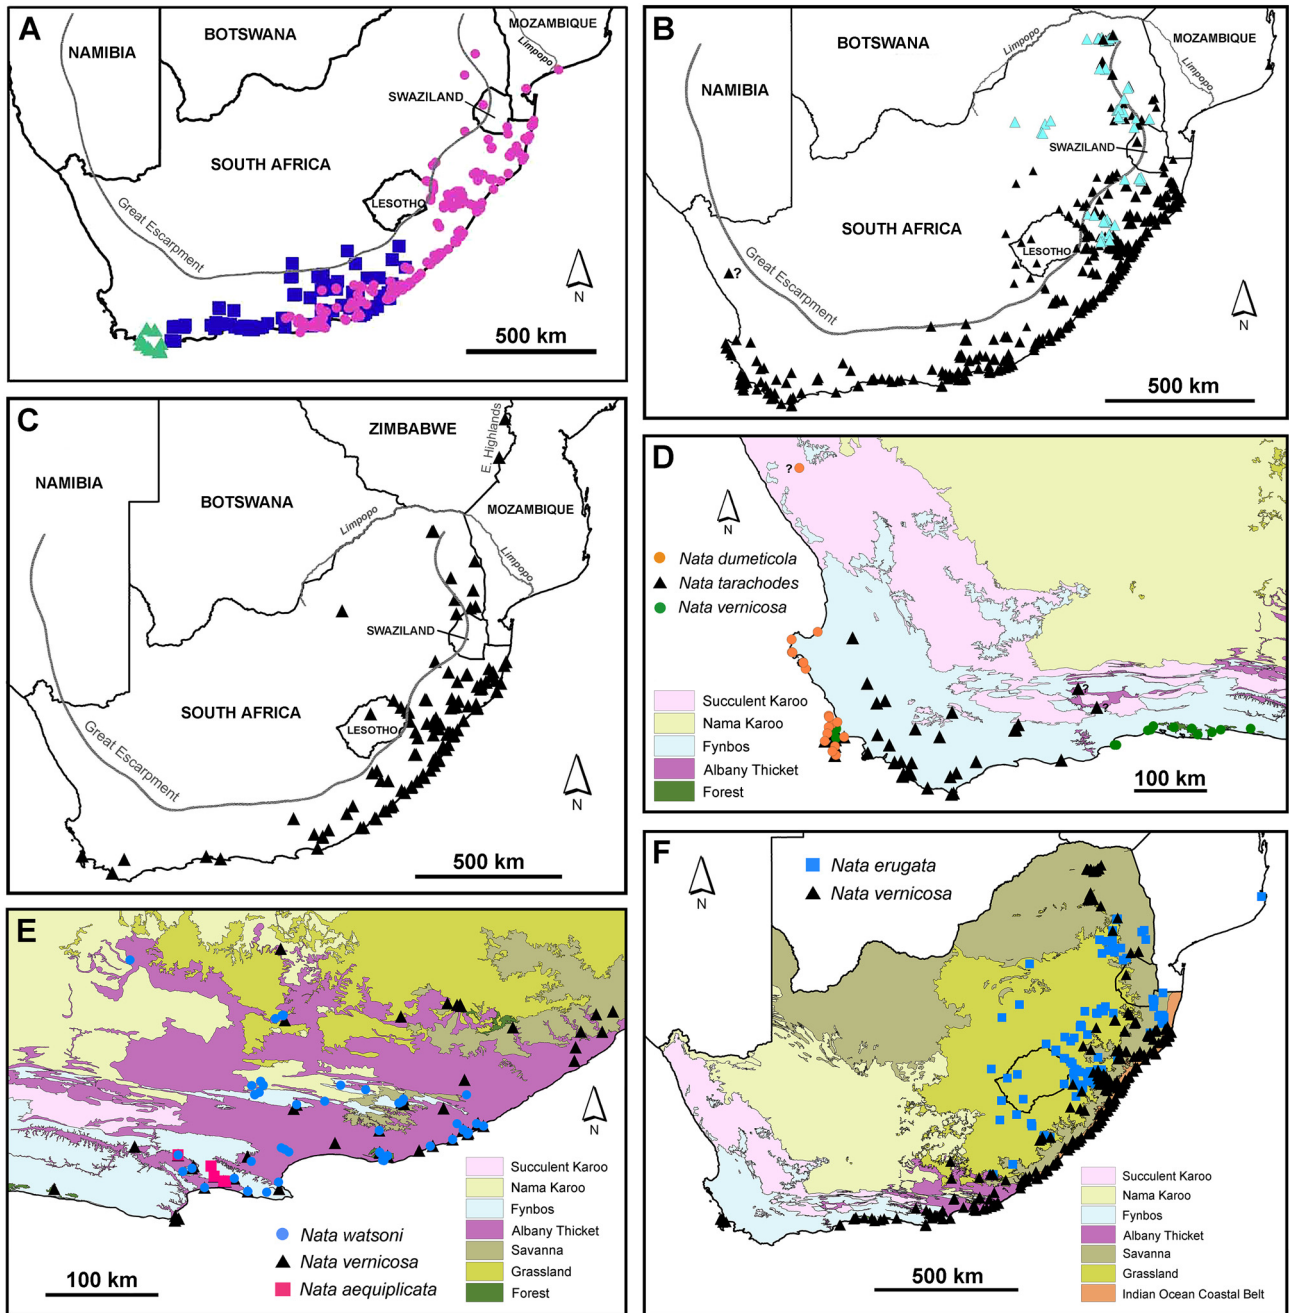 A
NAMIBIA
BOTSWANA
MOZAMBIQUE
Limpopo
SWAZILAND
SOUTH AFRICA
LESOTHO
Great Escarpment
N
500 km
B
BOTSWANA
Limpopo
MOZAMBIQUE
NAMIBIA
Limpopo
SWAZILAND
SOUTH AFRICA
LESOTHO
?
Great Escarpment
N
500 km
C
ZIMBABWE
E. Highlands
NAMIBIA
BOTSWANA
MOZAMBIQUE
Limpopo
Limpopo
SWAZILAND
SOUTH AFRICA
LESOTHO
Great Escarpment
N
500 km
D
?
N
Nata dumeticola
Nata tarachodes
Nata vernicosa
?
?
Succulent Karoo
Nama Karoo
Fynbos
Albany Thicket
Forest
100 km
E
N
Nata watsoni
Nata vernicosa
Nata aequiplicata
100 km
Succulent Karoo
Nama Karoo
Fynbos
Albany Thicket
Savanna
Grassland
Forest
F
N
Nata erugata
Nata vernicosa
500 km
Succulent Karoo
Nama Karoo
Fynbos
Albany Thicket
Savanna
Grassland
Indian Ocean Coastal Belt